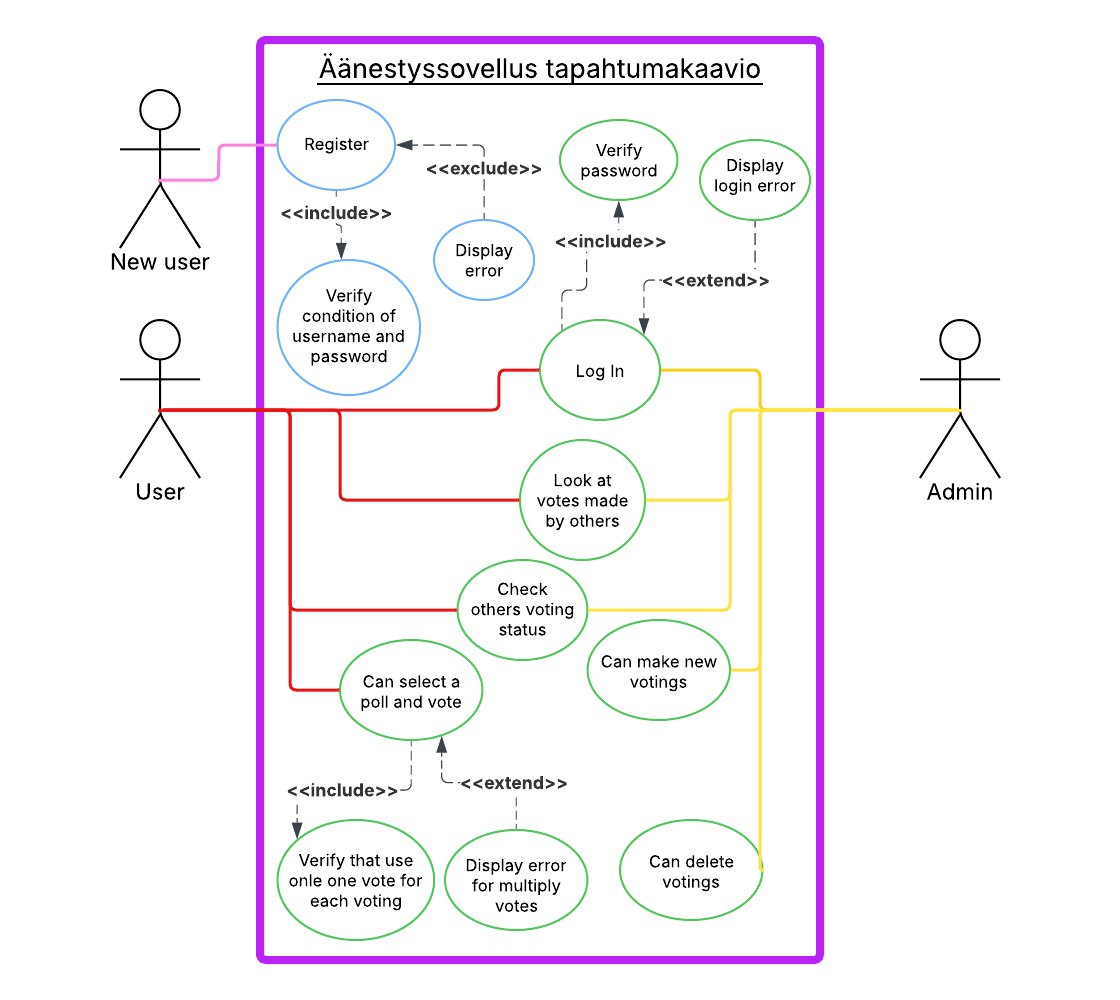 Äänestyssovellus tapahtumakaavio
Register
<<exclude>>
Verify
password
Display
login error
<<include>>
Display
error
<<include>>
<<extend>>
New user
Verify
condition of
username and
password
Log In
User
Admin
Look at
votes made
by others
Check
others voting
status
Can make new
votings
Can select a
poll and vote
<<include>>
<<extend>>
Verify that use
onle one vote for
each voting
Display error
for multiply
votes
Can delete
votings